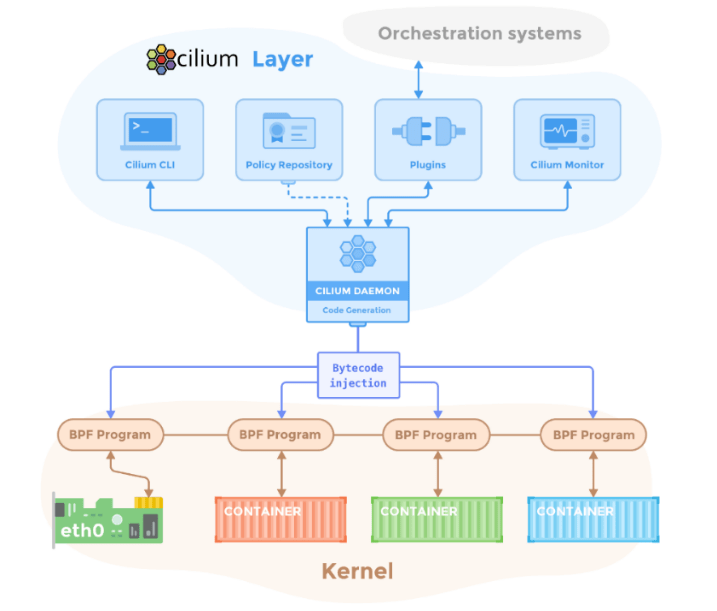 Orchestration systems
cilium Layer
>_
Cilium CLI
Policy Repository
Plugins
Cilium Monitor
CILIUM DAEMON
Code Generation
Bytecode
injection
BPF Program
BPF Program
BPF Program
BPF Program
eth0
CONTAINER
CONTAINER
CONTAINER
Kernel